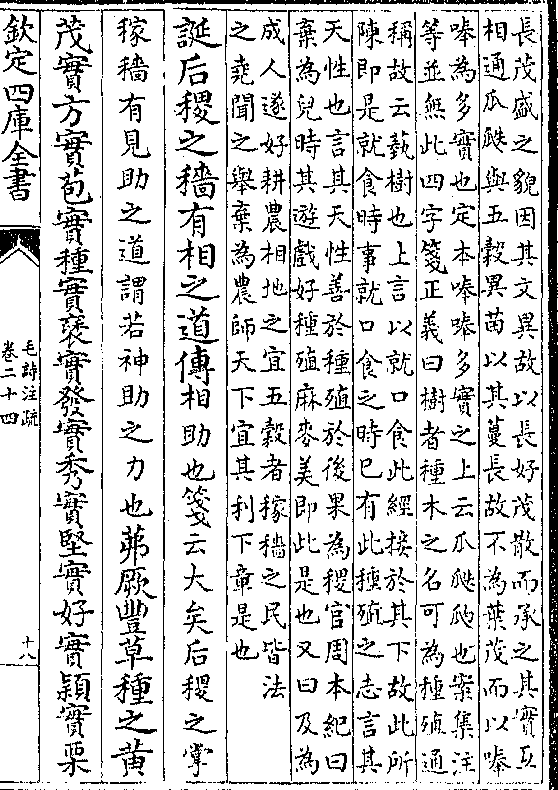 長茂盛之貌因其文異故以長好茂散而承之其實互
相通瓜瓞與五穀異苗以其蔓長故不為葉茂而以唪
唪為多實也定本唪唪多實之上云瓜瓞瓝也案集注
等並無此四字箋正義曰樹者種木之名可為種殖通
稱故云蓺樹也上言以就口食此經接於其下故此所
陳即是就食時事就口食之時已有此種殖之志言其
天性也言其天性善於種殖於後果為稷官周本紀曰
棄為兒時其遊戲好種殖麻麥美即此是也又曰及為
成人遂好耕農相地之宜五穀者稼穡之民皆法
之堯聞之舉棄為農師天下宜其利下章是也
誕后稷之穡有相之道傳相助也箋云大矣后稷之掌
稼穡有見助之道謂若神助之力也茀厥豐草種之黄
茂實方實苞實種實襃實發實秀實堅實好實穎實栗
欽定四庫全書
毛詩注疏
卷二十四
十八